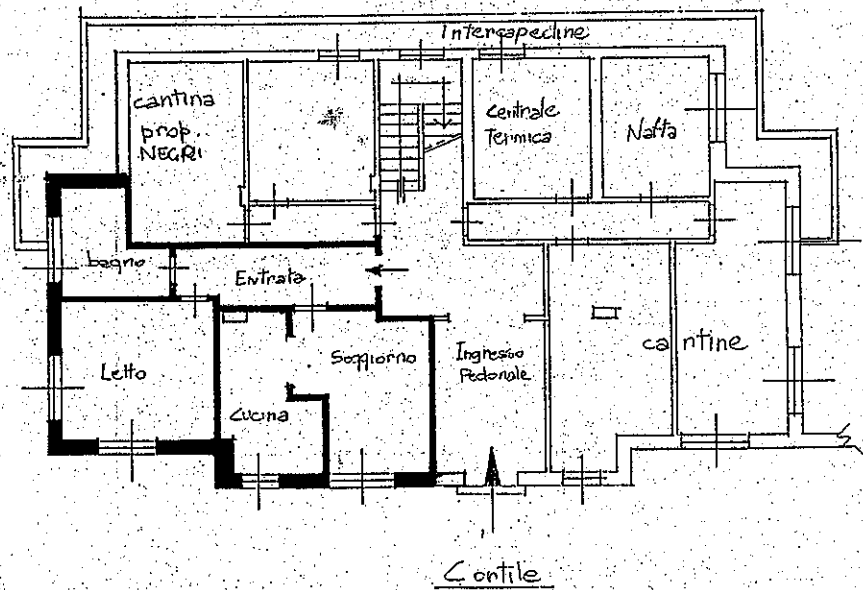 Intercapedine
cantina
prop.
NEGRI
Centrale
Termica
Nafta
bagno
Entrata
Letto
Cucina
Soggiorno
Ingresso
Pedonale
cantine
Cortile